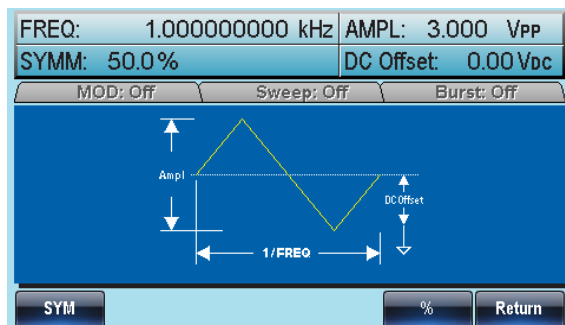 FREQ: 1.000000000 kHz AMPL: 3.000 VPP
SYMM: 50.0% DC Offset: 0.00 VDC
MOD: Off Sweep: Off Burst: Off
Ampl
DC Offset
1/FREQ
SYM % Return